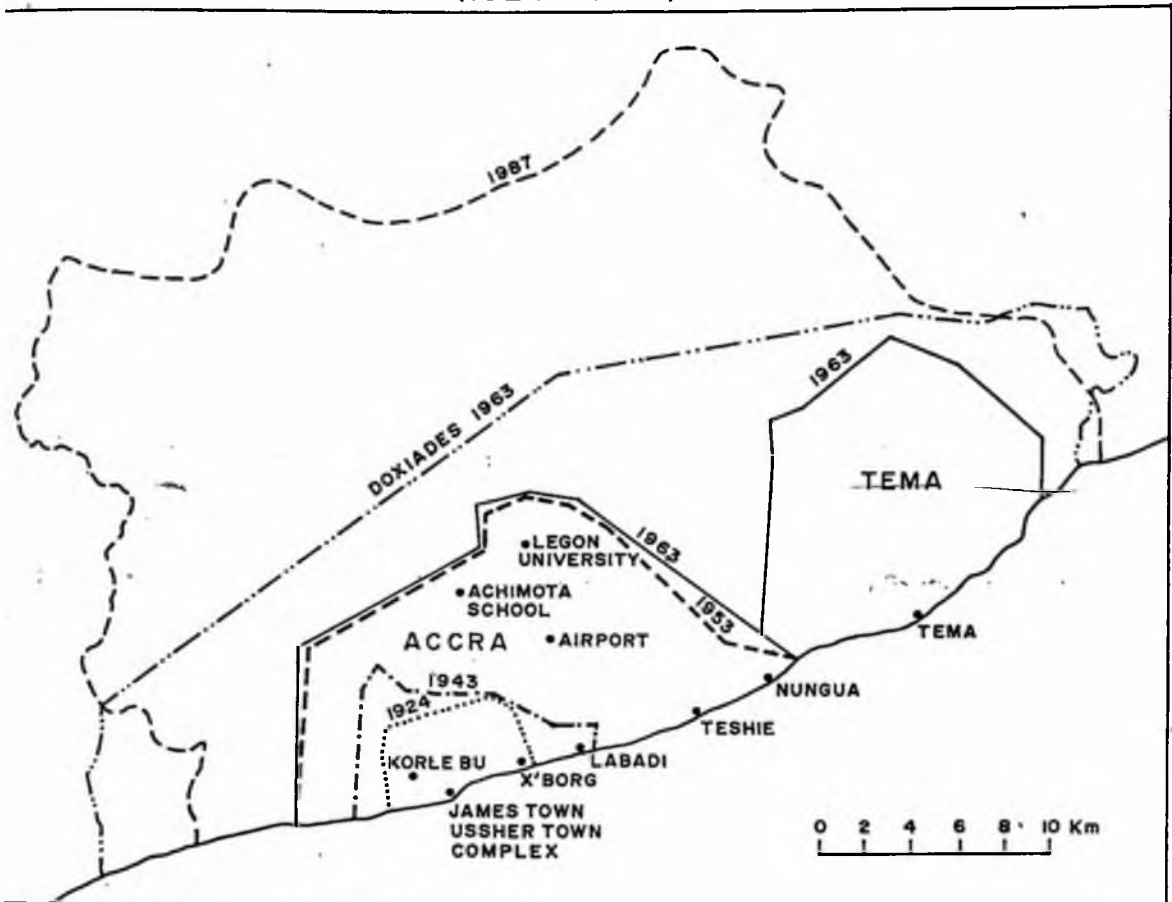 1987
1963
DOXIADES 1963
TEMA
LEGON
UNIVERSITY
1963
ACHIMOTA
SCHOOL
1953
ACCRA
AIRPORT
TEMA
1943
NUNGUA
1924
TESHIE
KORLE BU
LABADI
X'BORG
JAMES TOWN
USSHER TOWN
COMPLEX
0 2 4 6 8 10 Km